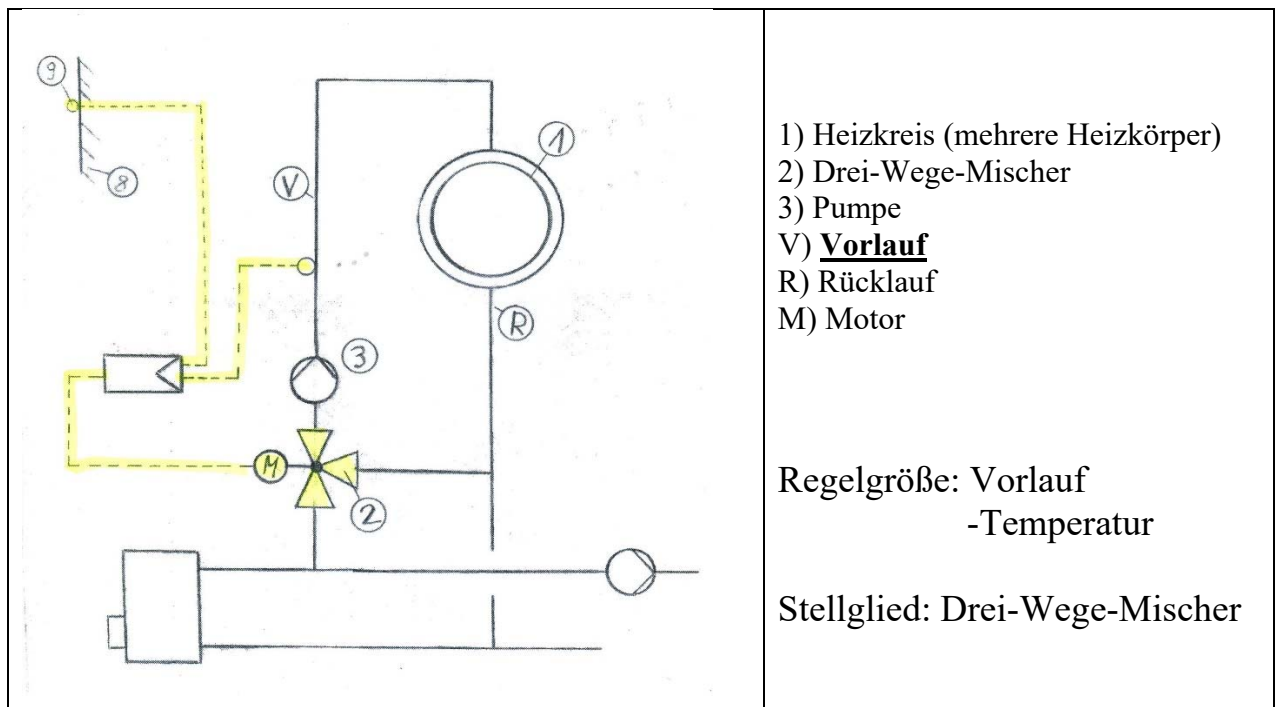 9
8
V
1
R
3
M
2
1) Heizkreis (mehrere Heizkörper)
2) Drei-Wege-Mischer
3) Pumpe
V) Vorlauf
R) Rücklauf
M) Motor
Regelgröße: Vorlauf
-Temperatur
Stellglied: Drei-Wege-Mischer